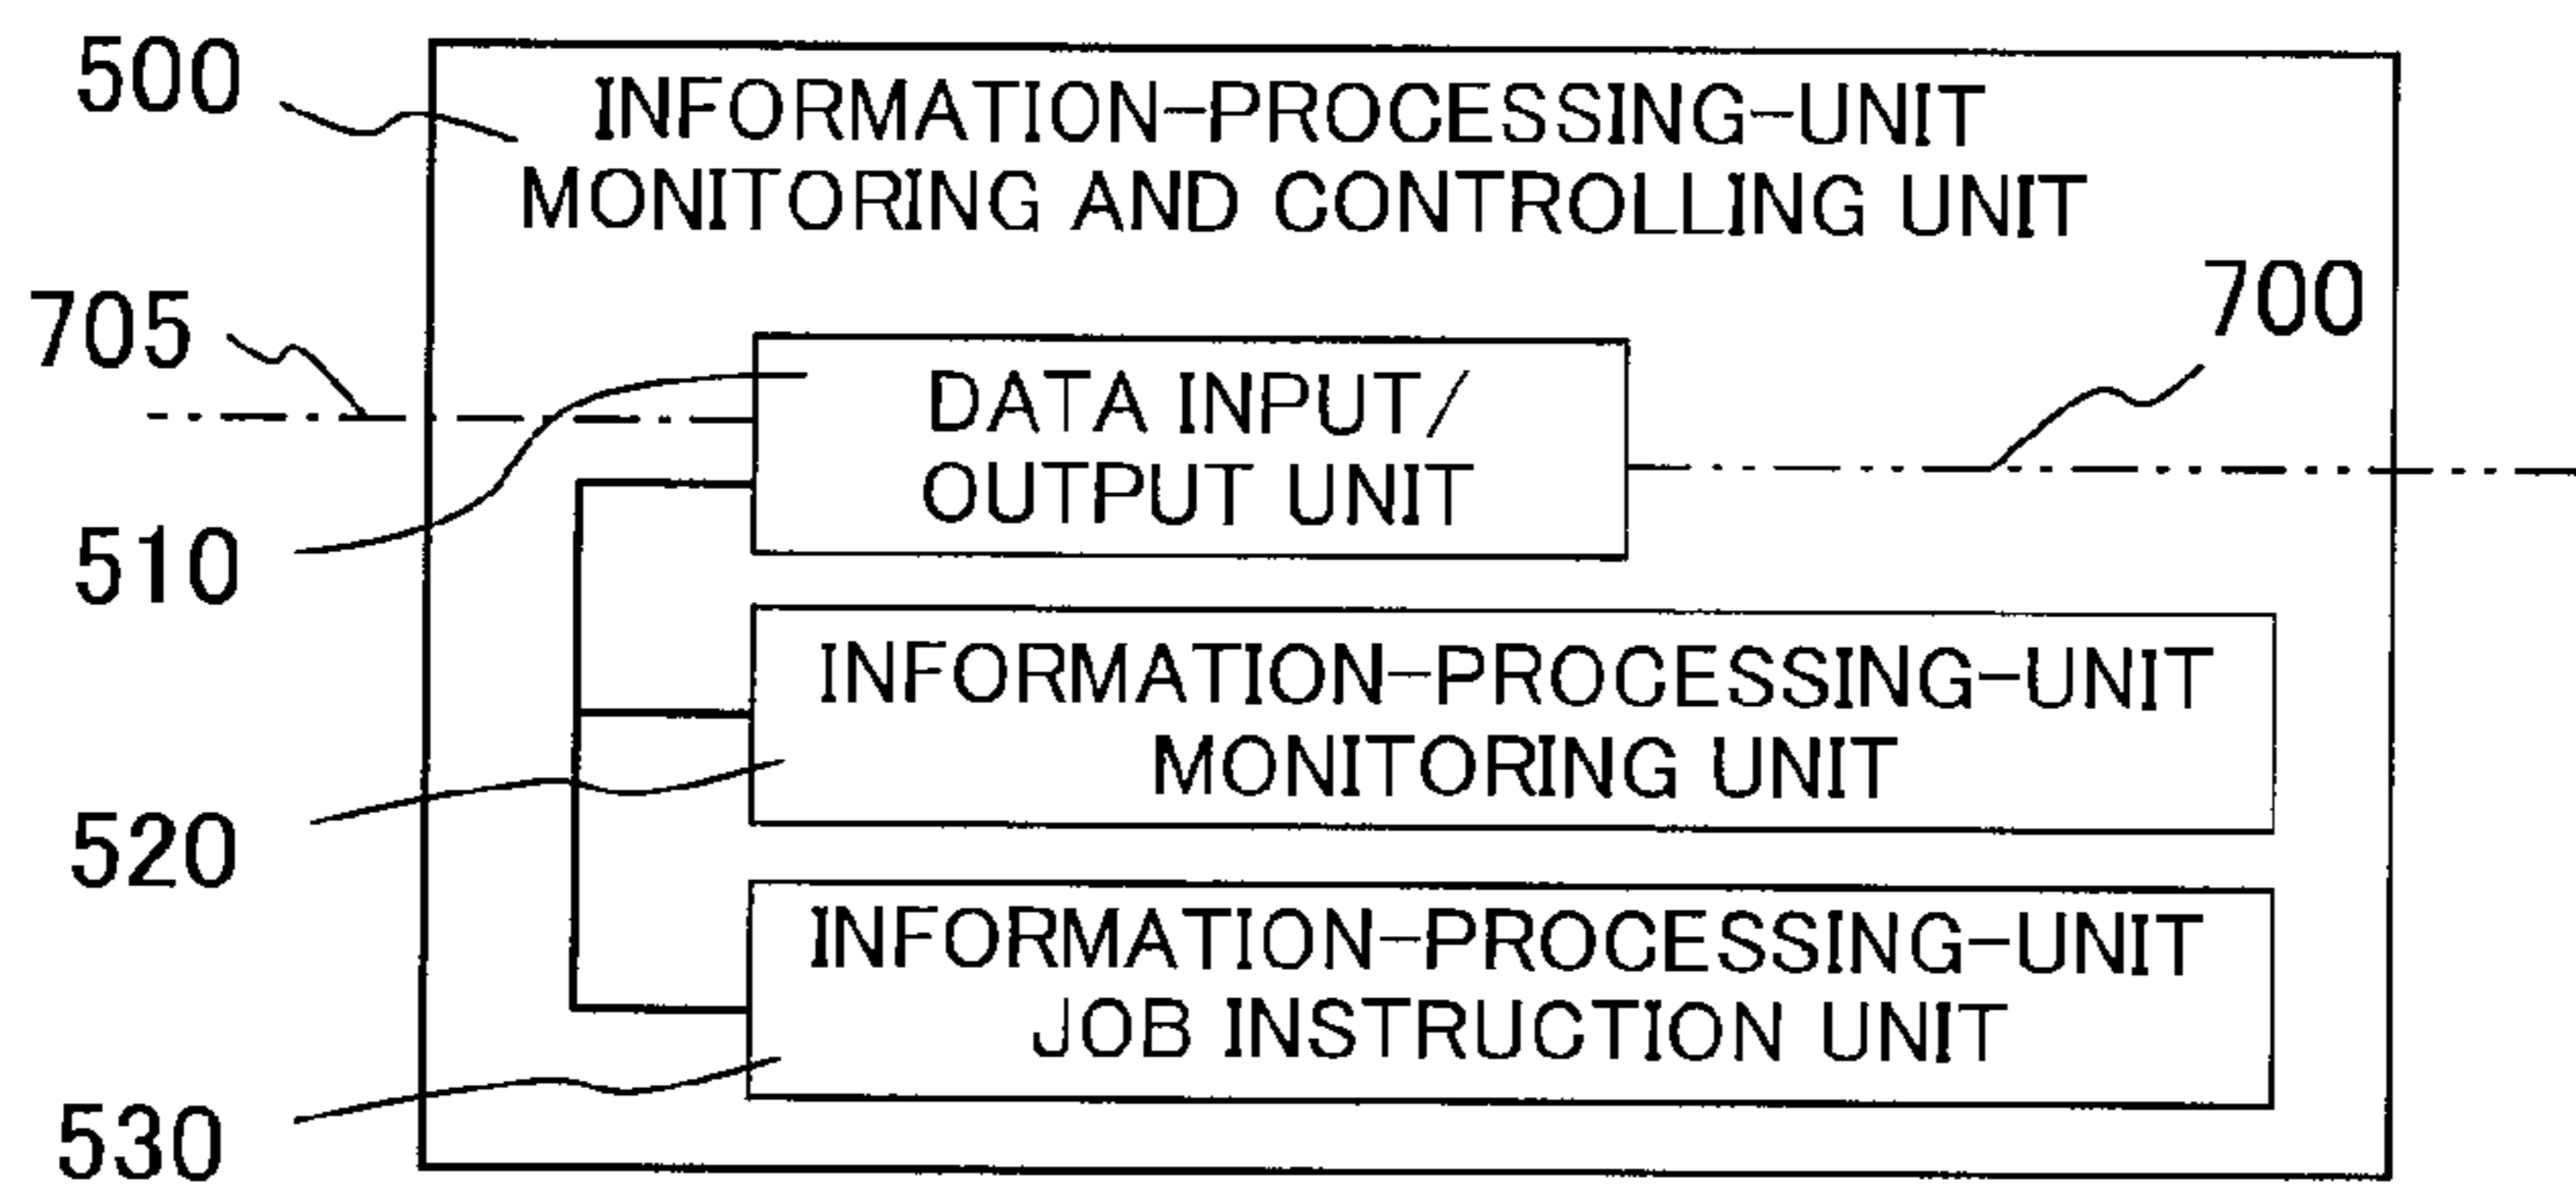 500
INFORMATION-PROCESSING-UNIT
MONITORING AND CONTROLLING UNIT
705
700
DATA INPUT/
OUTPUT UNIT
510
INFORMATION-PROCESSING-UNIT
MONITORING UNIT
520
INFORMATION-PROCESSING-UNIT
JOB INSTRUCTION UNIT
530